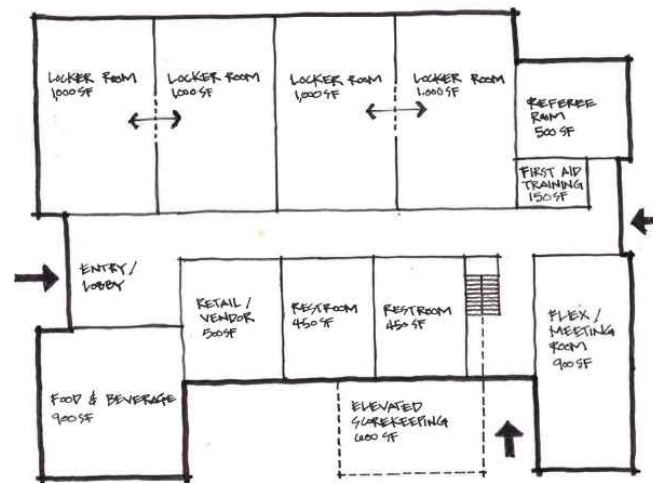 LOCKER ROOM
1,000 SF
LOCKER ROOM
1,000 SF
LOCKER ROOM
1,000 SF
LOCKER ROOM
1,000 SF
REFEREE
ROOM
500 SF
FIRST AID
TRAINING
150 SF
ENTRY /
LOBBY
RETAIL /
VENDOR
500 SF
RESTROOM
450 SF
RESTROOM
450 SF
FLEX /
MEETING
ROOM
900 SF
FOOD & BEVERAGE
900 SF
ELEVATED
SCOREKEEPING
600 SF